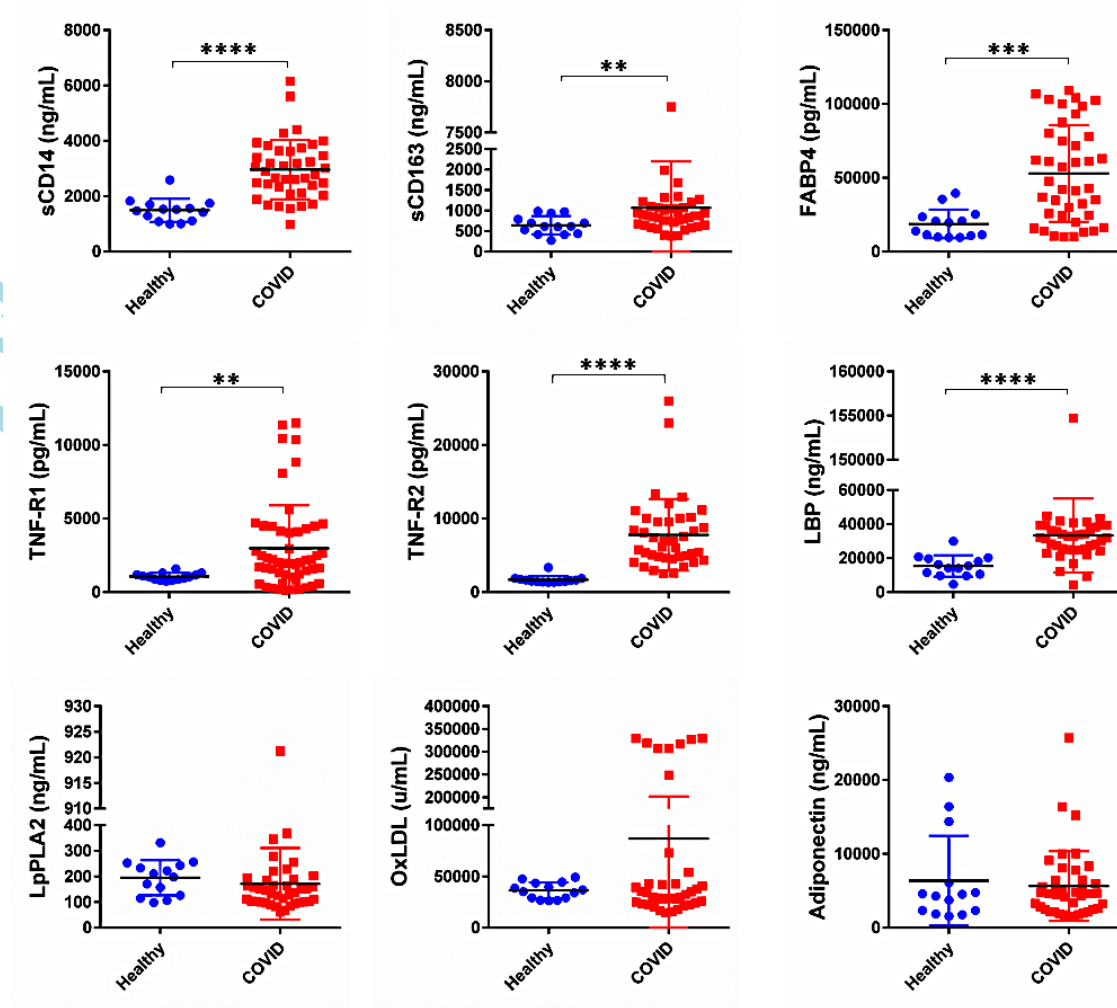 sCD14 (ng/mL)
8000
6000
4000
2000
0
****
Healthy
COVID
sCD163 (ng/mL)
8500
8000
7500
2500
2000
1500
1000
500
0
**
Healthy
COVID
FABP4 (pg/mL)
150000
100000
50000
0
***
Healthy
COVID
TNF-R1 (pg/mL)
15000
10000
5000
0
**
Healthy
COVID
TNF-R2 (pg/mL)
30000
20000
10000
0
****
Healthy
COVID
LBP (ng/mL)
160000
155000
150000
60000
40000
20000
0
****
Healthy
COVID
LpPLA2 (ng/mL)
930
925
920
915
910
400
300
200
100
0
Healthy
COVID
OxLDL (u/mL)
400000
350000
300000
250000
200000
100000
50000
0
Healthy
COVID
Adiponectin (ng/mL)
30000
20000
10000
0
Healthy
COVID